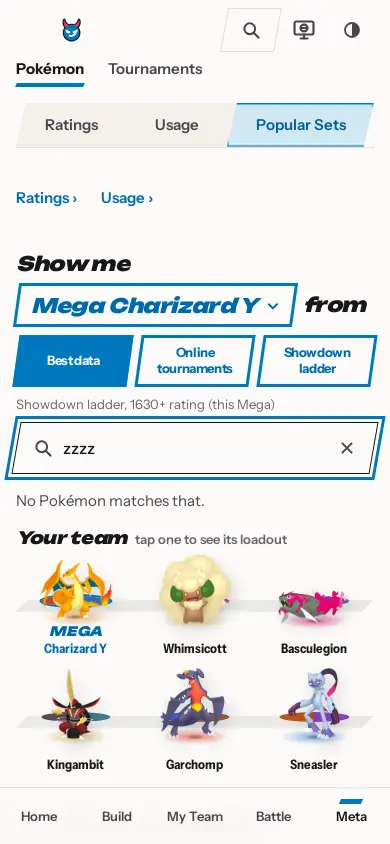 Pokémon Tournaments
Ratings Usage Popular Sets
Ratings › Usage ›
Show me
Mega Charizard Y from
Best data
Online
tournaments
Showdown
ladder
Showdown ladder, 1630+ rating (this Mega)
zzzz
No Pokémon matches that.
Your team tap one to see its loadout
MEGA
Charizard Y Whimsicott Basculegion
Kingambit Garchomp Sneasler
Home Build My Team Battle Meta